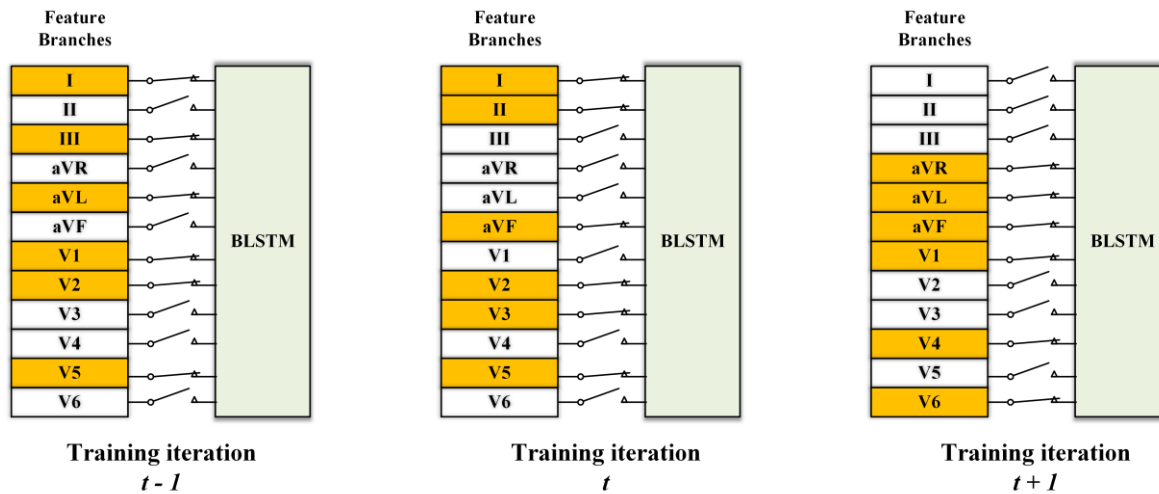 Feature
Branches
I
II
III
aVR
aVL
aVF
V1
V2
V3
V4
V5
V6
BLSTM
Training iteration
t - 1
Feature
Branches
I
II
III
aVR
aVL
aVF
V1
V2
V3
V4
V5
V6
BLSTM
Training iteration
t
Feature
Branches
I
II
III
aVR
aVL
aVF
V1
V2
V3
V4
V5
V6
BLSTM
Training iteration
t + 1